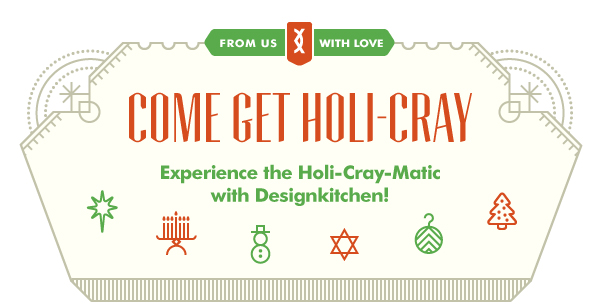 FROM US WITH LOVE
COME GET HOLI-CRAY
Experience the Holi-Cray-Matic
with Designkitchen!